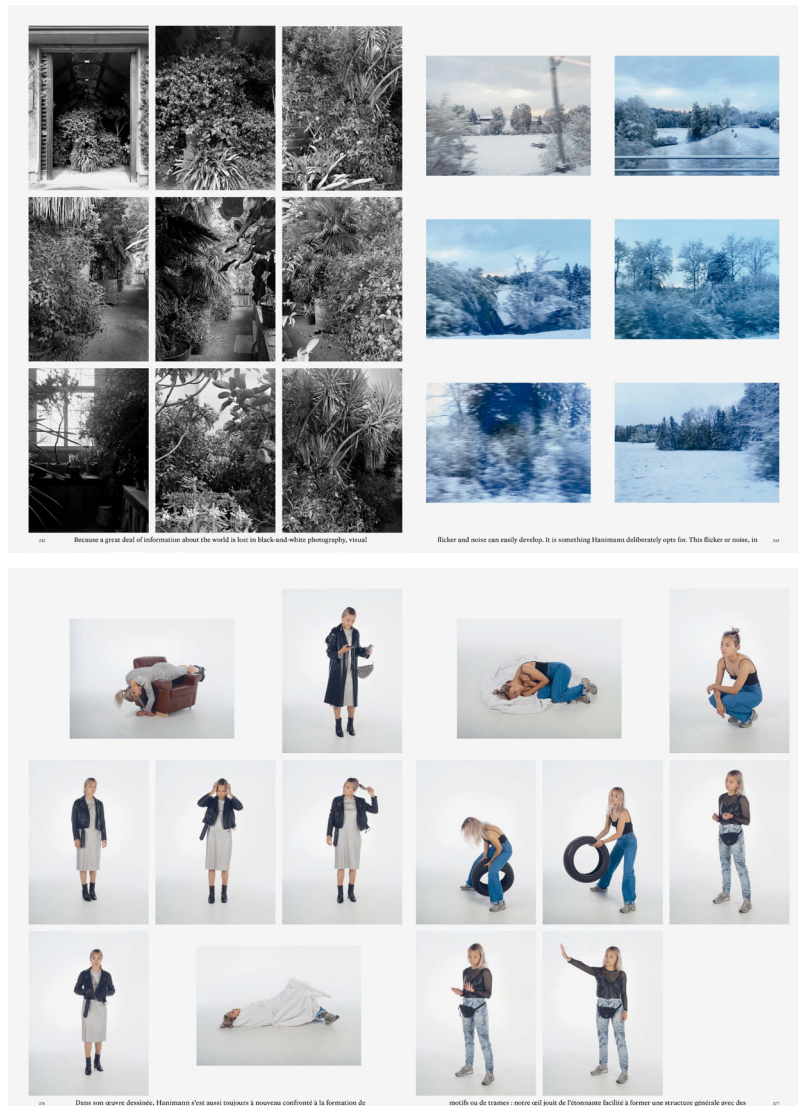 242
Because a great deal of information about the world is lost in black-and-white photography, visual
flicker and noise can easily develop. It is something Hanimann deliberately opts for. This flicker or noise, in
243
276
Dans son œuvre dessinée, Hanimann s'est aussi toujours à nouveau confronté à la formation de
motifs ou de trames : notre œil jouit de l'étonnante facilité à former une structure générale avec des
277